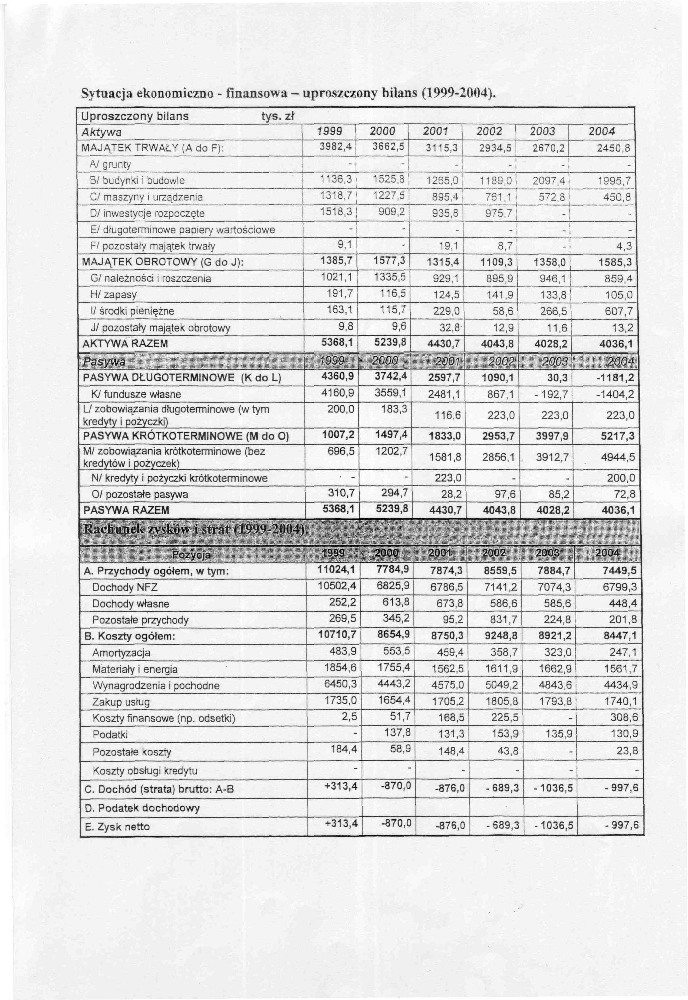 Sytuacja ekonomiczno - finansowa – uproszczony bilans (1999-2004).
Uproszczony bilans tys. zł
Aktywa 1999 2000 2001 2002 2003 2004
MAJĄTEK TRWAŁY (A do F): 3982,4 3662,5 3115,3 2934,5 2670,2 2450,8
A/ grunty - - - - - -
B/ budynki i budowle 1136,3 1525,8 1265,0 1189,0 2097,4 1995,7
C/ maszyny i urządzenia 1318,7 1227,5 895,4 761,1 572,8 450,8
D/ inwestycje rozpoczęte 1518,3 909,2 935,8 975,7 - -
E/ długoterminowe papiery wartościowe - - - - - -
F/ pozostały majątek trwały 9,1 - 19,1 8,7 - 4,3
MAJĄTEK OBROTOWY (G do J): 1385,7 1577,3 1315,4 1109,3 1358,0 1585,3
G/ należności i roszczenia 1021,1 1335,5 929,1 895,9 946,1 859,4
H/ zapasy 191,7 116,5 124,5 141,9 133,8 105,0
I/ środki pieniężne 163,1 115,7 229,0 58,6 266,5 607,7
J/ pozostały majątek obrotowy 9,8 9,6 32,8 12,9 11,6 13,2
AKTYWA RAZEM 5368,1 5239,8 4430,7 4043,8 4028,2 4036,1
Pasywa 1999 2000 2001 2002 2003 2004
PASYWA DŁUGOTERMINOWE (K do L) 4360,9 3742,4 2597,7 1090,1 30,3 -1181,2
K/ fundusze własne 4160,9 3559,1 2481,1 867,1 - 192,7 -1404,2
L/ zobowiązania długoterminowe (w tym
kredyty i pożyczki) 200,0 183,3 116,6 223,0 223,0 223,0
PASYWA KRÓTKOTERMINOWE (M do O) 1007,2 1497,4 1833,0 2953,7 3997,9 5217,3
M/ zobowiązania krótkoterminowe (bez
kredytów i pożyczek) 696,5 1202,7 1581,8 2856,1 3912,7 4944,5
N/ kredyty i pożyczki krótkoterminowe - - 223,0 - - 200,0
O/ pozostałe pasywa 310,7 294,7 28,2 97,6 85,2 72,8
PASYWA RAZEM 5368,1 5239,8 4430,7 4043,8 4028,2 4036,1
Rachunek zysków i strat (1999-2004).
Pozycja 1999 2000 2001 2002 2003 2004
A. Przychody ogółem, w tym: 11024,1 7784,9 7874,3 8559,5 7884,7 7449,5
Dochody NFZ 10502,4 6825,9 6786,5 7141,2 7074,3 6799,3
Dochody własne 252,2 613,8 673,8 586,6 585,6 448,4
Pozostałe przychody 269,5 345,2 95,2 831,7 224,8 201,8
B. Koszty ogółem: 10710,7 8654,9 8750,3 9248,8 8921,2 8447,1
Amortyzacja 483,9 553,5 459,4 358,7 323,0 247,1
Materiały i energia 1854,6 1755,4 1562,5 1611,9 1662,9 1561,7
Wynagrodzenia i pochodne 6450,3 4443,2 4575,0 5049,2 4843,6 4434,9
Zakup usług 1735,0 1654,4 1705,2 1805,8 1793,8 1740,1
Koszty finansowe (np. odsetki) 2,5 51,7 168,5 225,5 - 308,6
Podatki - 137,8 131,3 153,9 135,9 130,9
Pozostałe koszty 184,4 58,9 148,4 43,8 - 23,8
Koszty obsługi kredytu - - - - - -
C. Dochód (strata) brutto: A-B +313,4 -870,0 -876,0 - 689,3 - 1036,5 - 997,6
D. Podatek dochodowy
E. Zysk netto +313,4 -870,0 -876,0 - 689,3 - 1036,5 - 997,6